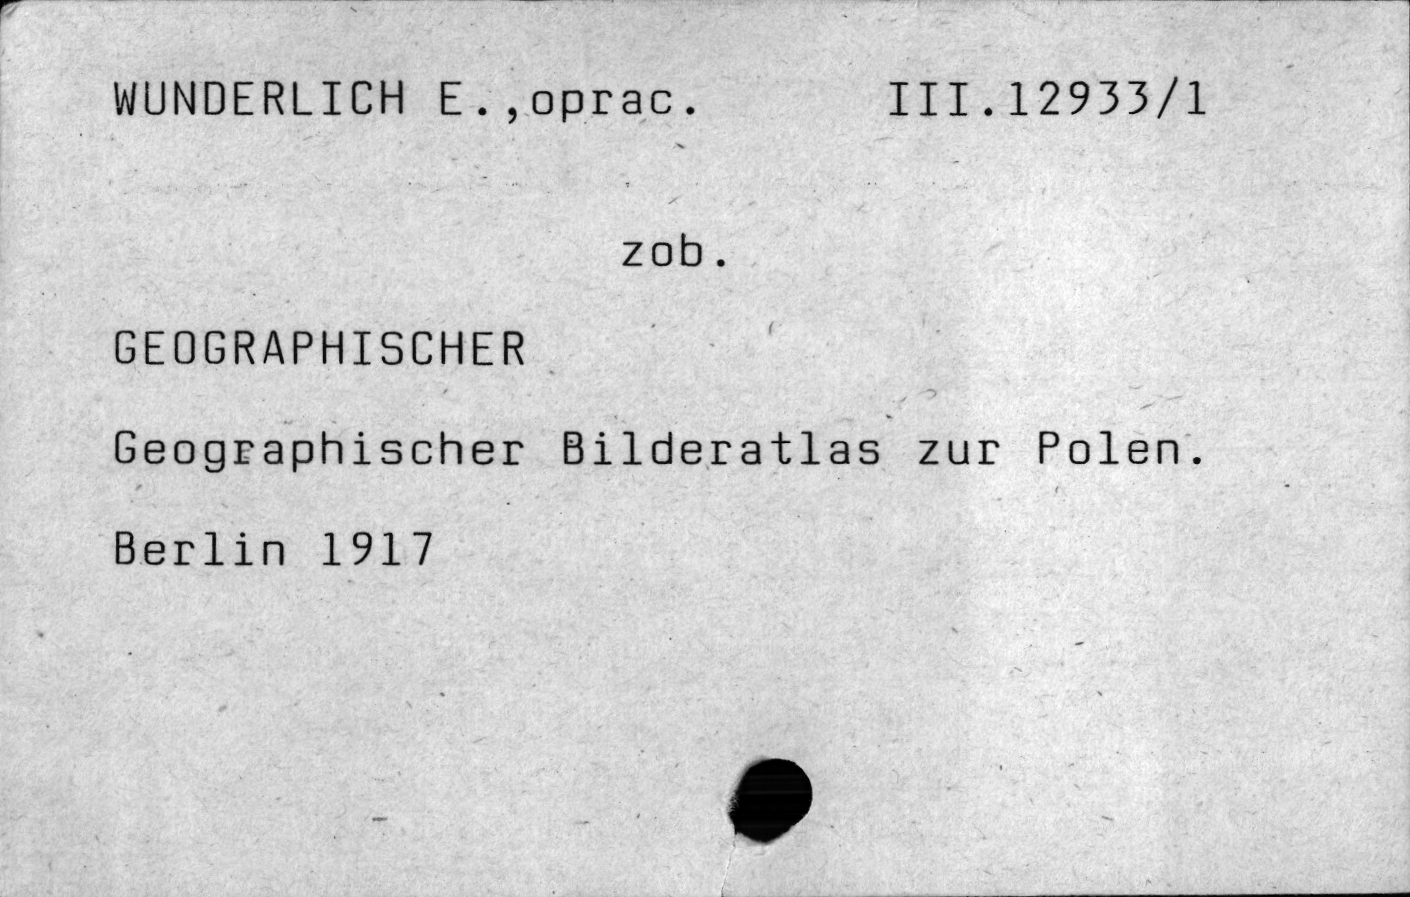 WUNDERLICH E.,oprac. III.12933/1
zob.
GEOGRAPHISCHER
Geographischer Bilderatlas zur Polen.
Berlin 1917